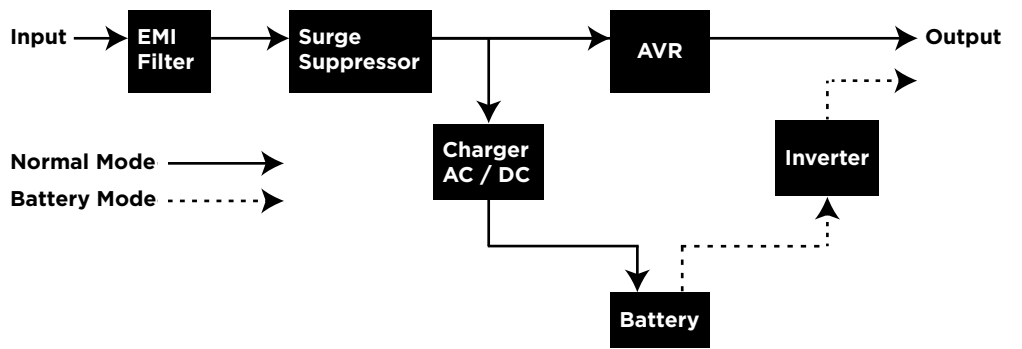 Input
EMI
Filter
Surge
Suppressor
AVR
Output
Charger
AC / DC
Inverter
Normal Mode
Battery Mode
Battery